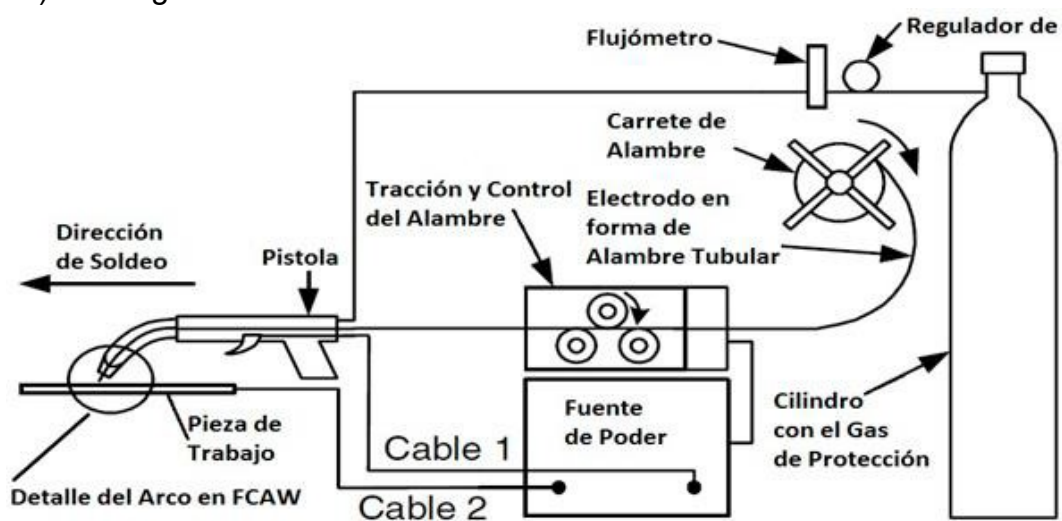 Flujómetro
Regulador de
Carrete de
Alambre
Tracción y Control
del Alambre
Electrodo en
forma de
Alambre Tubular
Dirección
de Soldeo
Pistola
Pieza de
Trabajo
Fuente
de Poder
Cilindro
con el Gas
de Protección
Cable 1
Cable 2
Detalle del Arco en FCAW